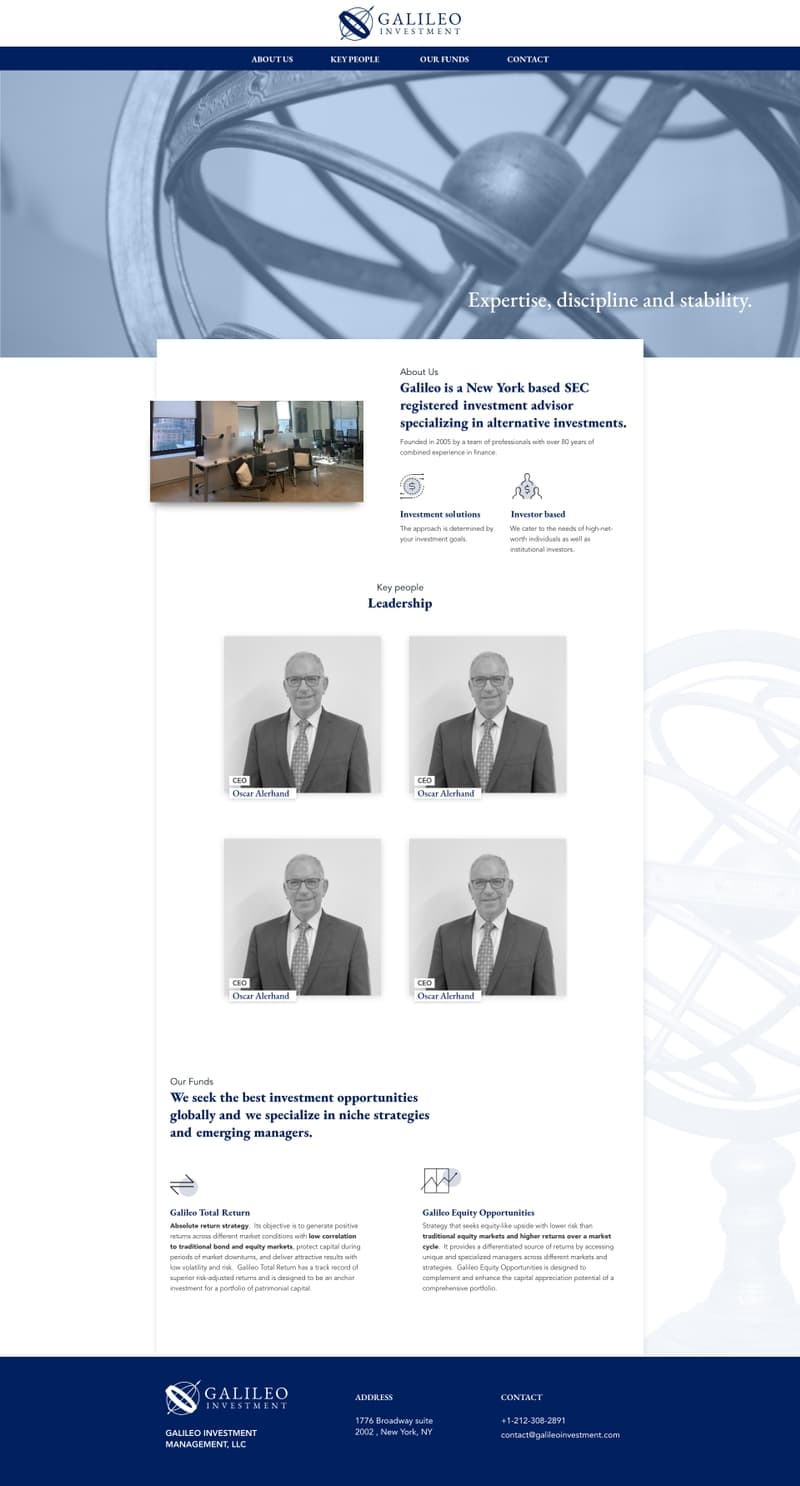 GALILEO
INVESTMENT
ABOUT US KEY PEOPLE OUR FUNDS CONTACT
Expertise, discipline and stability.
About Us
Galileo is a New York based SEC
registered investment advisor
specializing in alternative investments.
Founded in 2005 by a team of professionals with over 80 years of
combined experience in finance.
Investment solutions
The approach is determined by
your investment goals.
Investor based
We cater to the needs of high-net-
worth individuals as well as
institutional investors.
Key people
Leadership
CEO
Oscar Alerhand
CEO
Oscar Alerhand
CEO
Oscar Alerhand
CEO
Oscar Alerhand
Our Funds
We seek the best investment opportunities
globally and we specialize in niche strategies
and emerging managers.
Galileo Total Return
Absolute return strategy. Its objective is to generate positive
returns across different market conditions with low correlation
to traditional bond and equity markets, protect capital during
periods of market downturns, and deliver attractive results with
low volatility and risk. Galileo Total Return has a track record of
superior risk-adjusted returns and is designed to be an anchor
investment for a portfolio of patrimonial capital.
Galileo Equity Opportunities
Strategy that seeks equity-like upside with lower risk than
traditional equity markets and higher returns over a market
cycle. It provides a differentiated source of returns by accessing
unique and specialized managers across different markets and
strategies. Galileo Equity Opportunities is designed to
complement and enhance the capital appreciation potential of a
comprehensive portfolio.
GALILEO
INVESTMENT
GALILEO INVESTMENT
MANAGEMENT, LLC
ADDRESS
1776 Broadway suite
2002 , New York, NY
CONTACT
+1-212-308-2891
contact@galileoinvestment.com